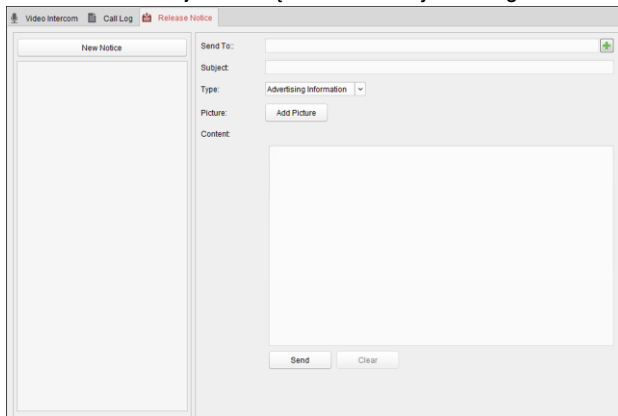 Video Intercom Call Log Release Notice
New Notice
Send To::
Subject:
Type: Advertising Information
Picture: Add Picture
Content:
Send Clear